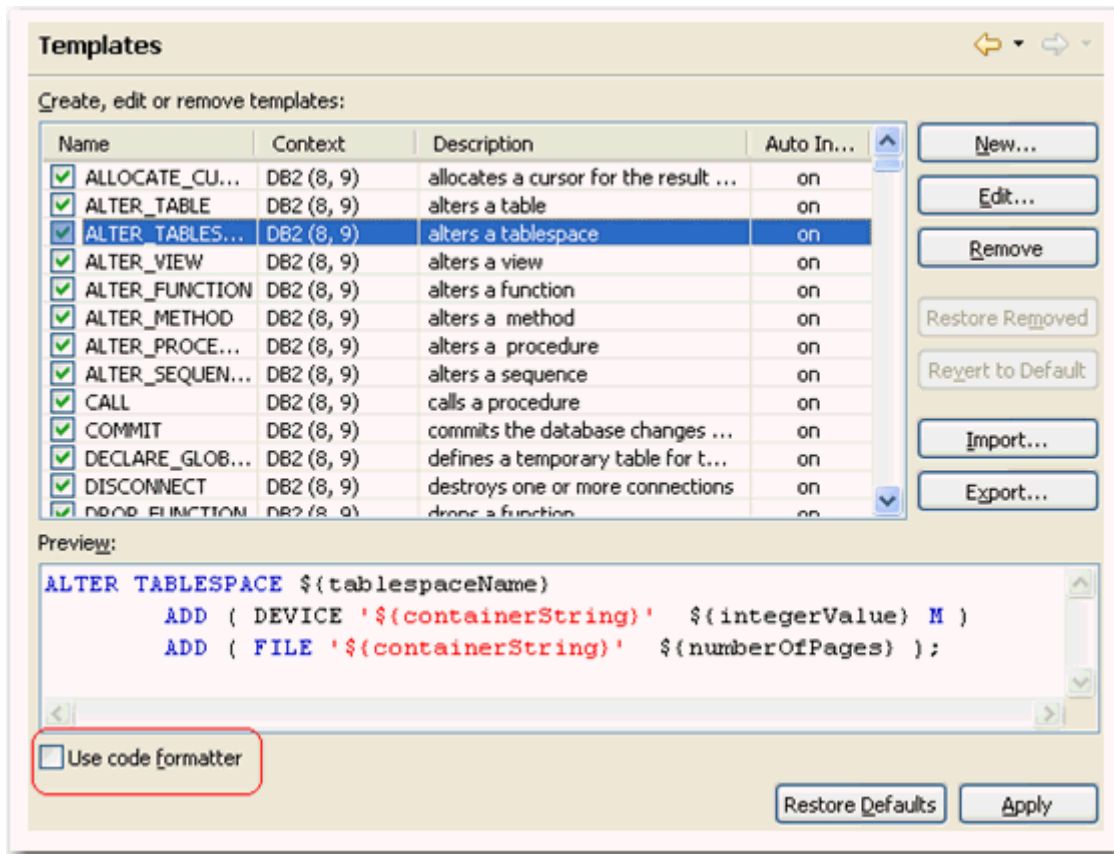 Templates
Create, edit or remove templates:
Name Context Description Auto In...
ALLOCATE_CU... DB2 (8, 9) allocates a cursor for the result ... on
ALTER_TABLE DB2 (8, 9) alters a table on
ALTER_TABLES... DB2 (8, 9) alters a tablespace on
ALTER_VIEW DB2 (8, 9) alters a view on
ALTER_FUNCTION DB2 (8, 9) alters a function on
ALTER_METHOD DB2 (8, 9) alters a  method on
ALTER_PROCE... DB2 (8, 9) alters a  procedure on
ALTER_SEQUEN... DB2 (8, 9) alters a sequence on
CALL DB2 (8, 9) calls a procedure on
COMMIT DB2 (8, 9) commits the database changes ... on
DECLARE_GLOB... DB2 (8, 9) defines a temporary table for t... on
DISCONNECT DB2 (8, 9) destroys one or more connections on
DROP_FUNCTION DB2 (8, 9) drops a function on
New...
Edit...
Remove
Restore Removed
Revert to Default
Import...
Export...
Preview:
ALTER TABLESPACE ${tablespaceName}
ADD ( DEVICE '${containerString}' ${integerValue} M )
ADD ( FILE '${containerString}' ${numberOfPages} );
Use code formatter
Restore Defaults
Apply